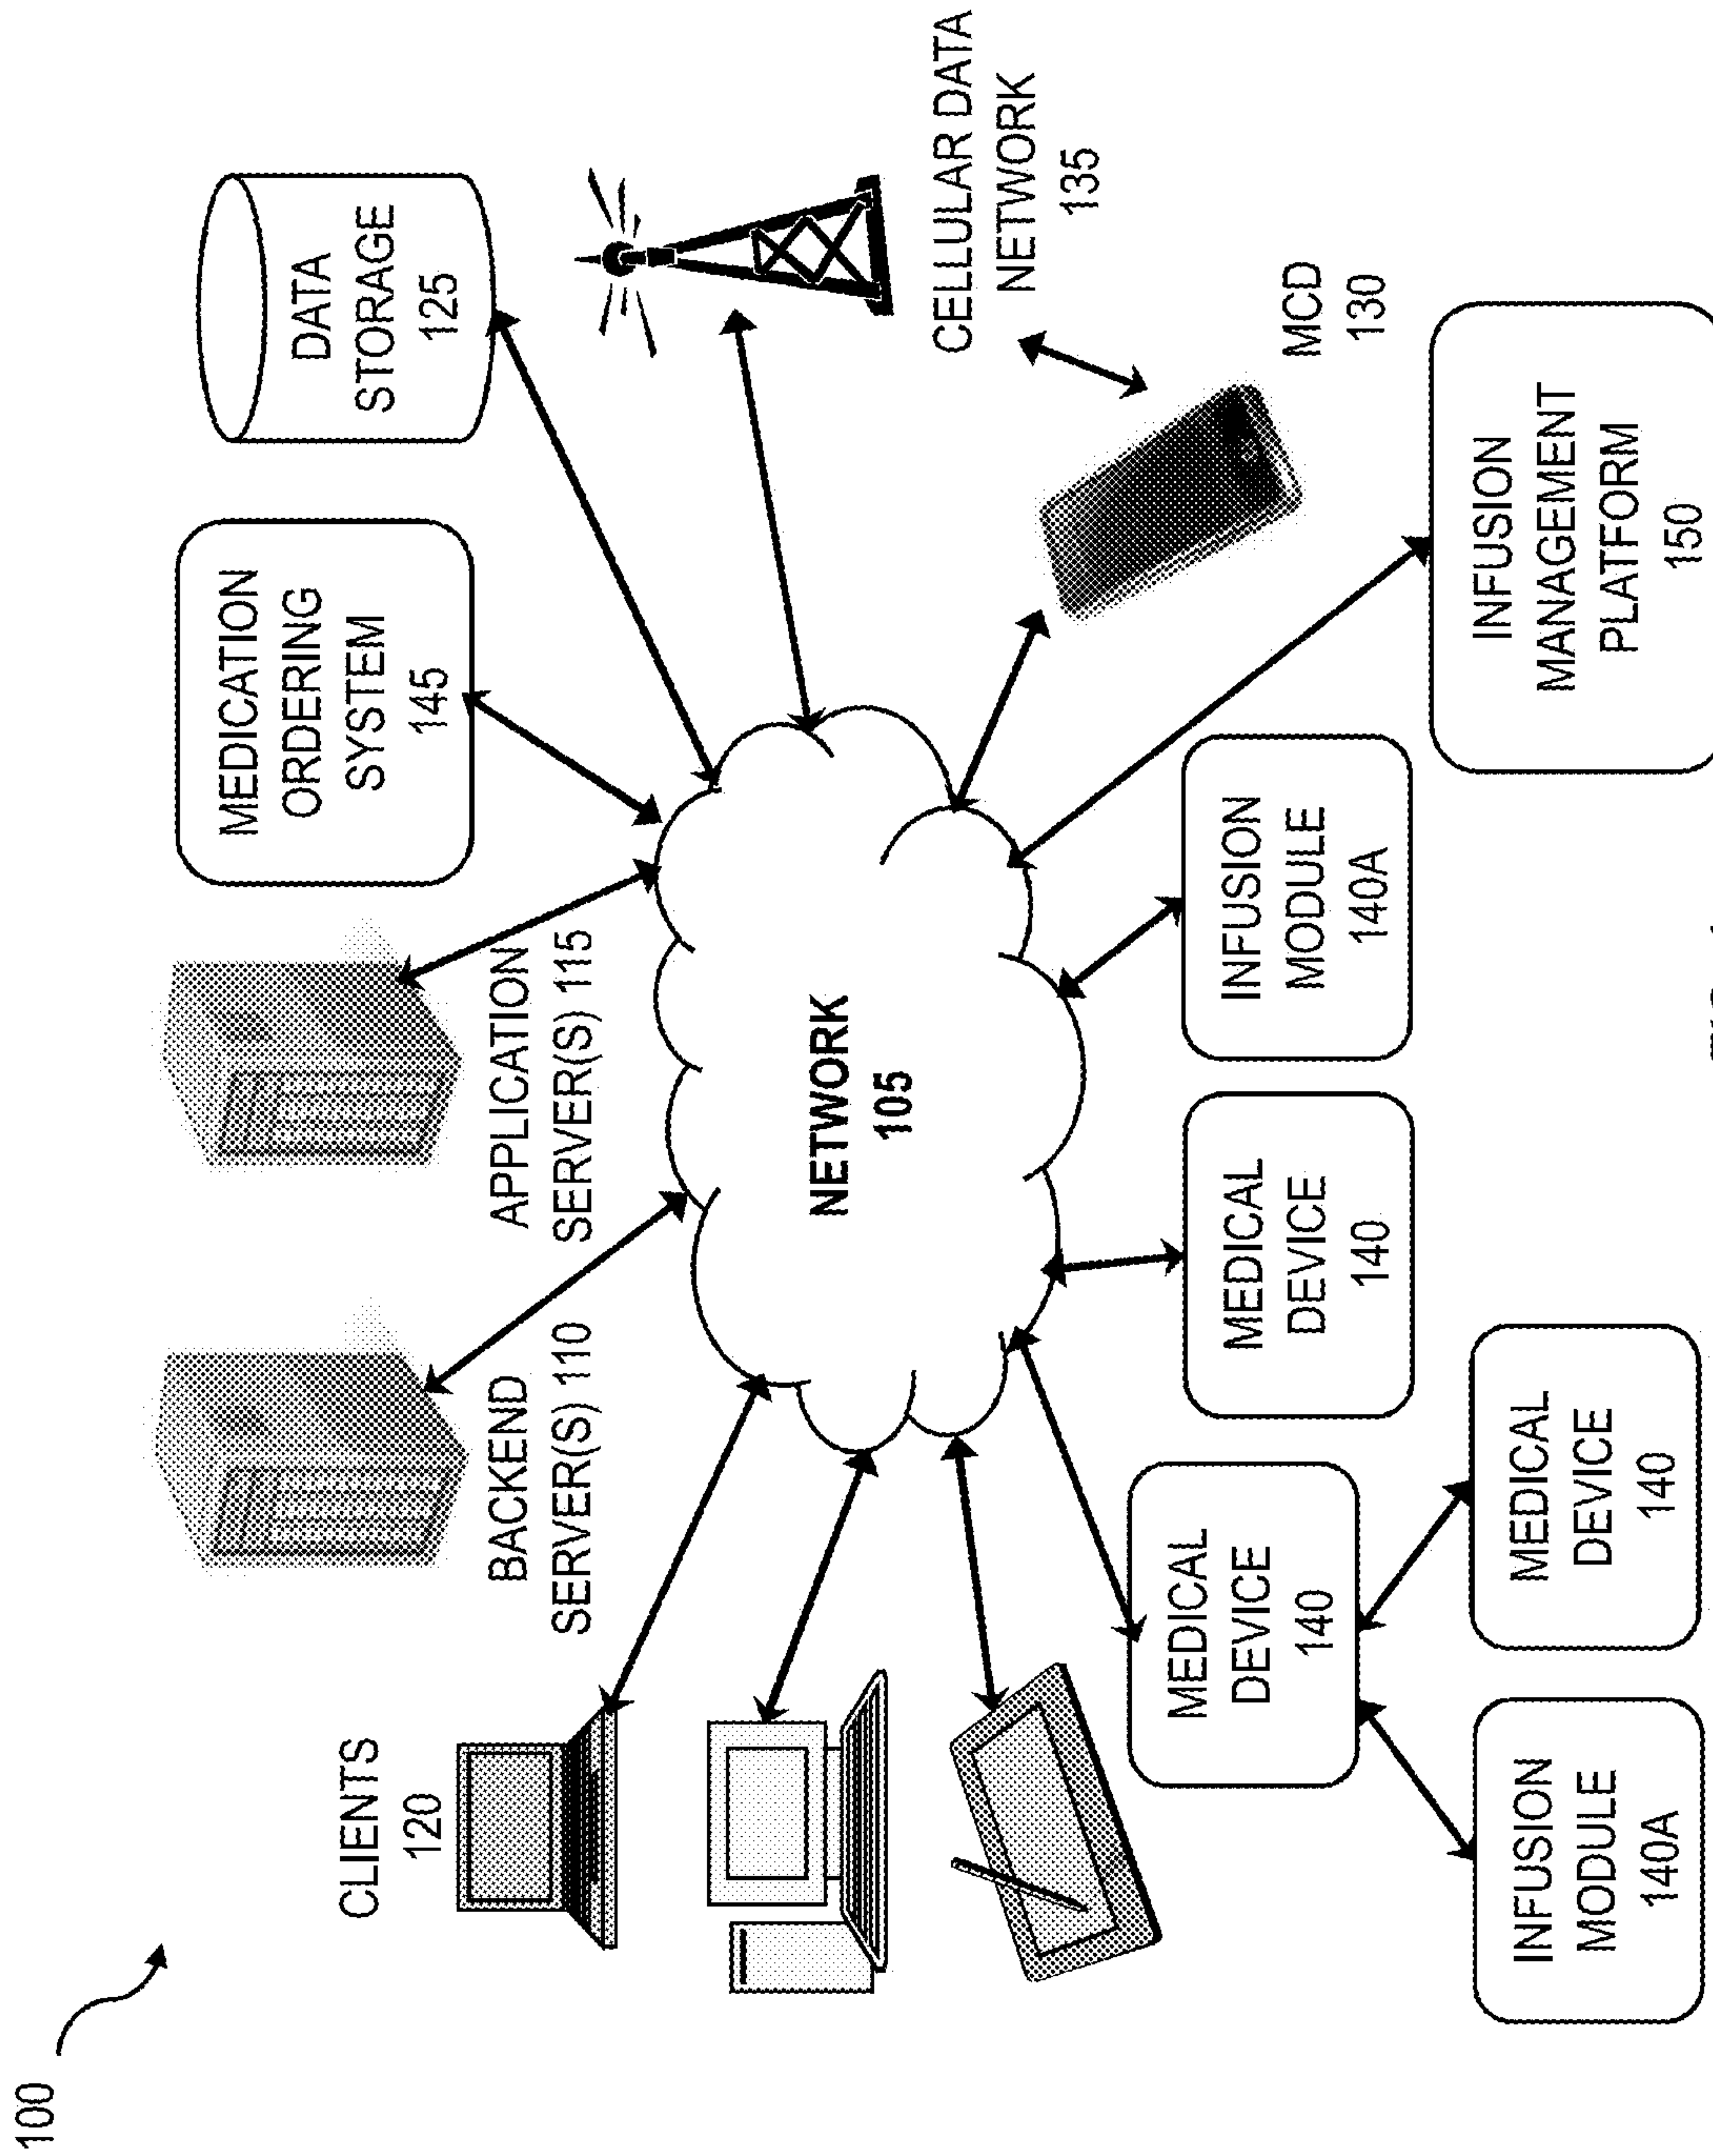 100
CLIENTS
120
BACKEND
SERVER(S) 110
APPLICATION
SERVER(S) 115
MEDICATION
ORDERING
SYSTEM
145
DATA
STORAGE
125
NETWORK
105
CELLULAR DATA
NETWORK
135
MCD
130
MEDICAL
DEVICE
140
MEDICAL
DEVICE
140
INFUSION
MODULE
140A
INFUSION
MANAGEMENT
PLATFORM
150
INFUSION
MODULE
140A
MEDICAL
DEVICE
140